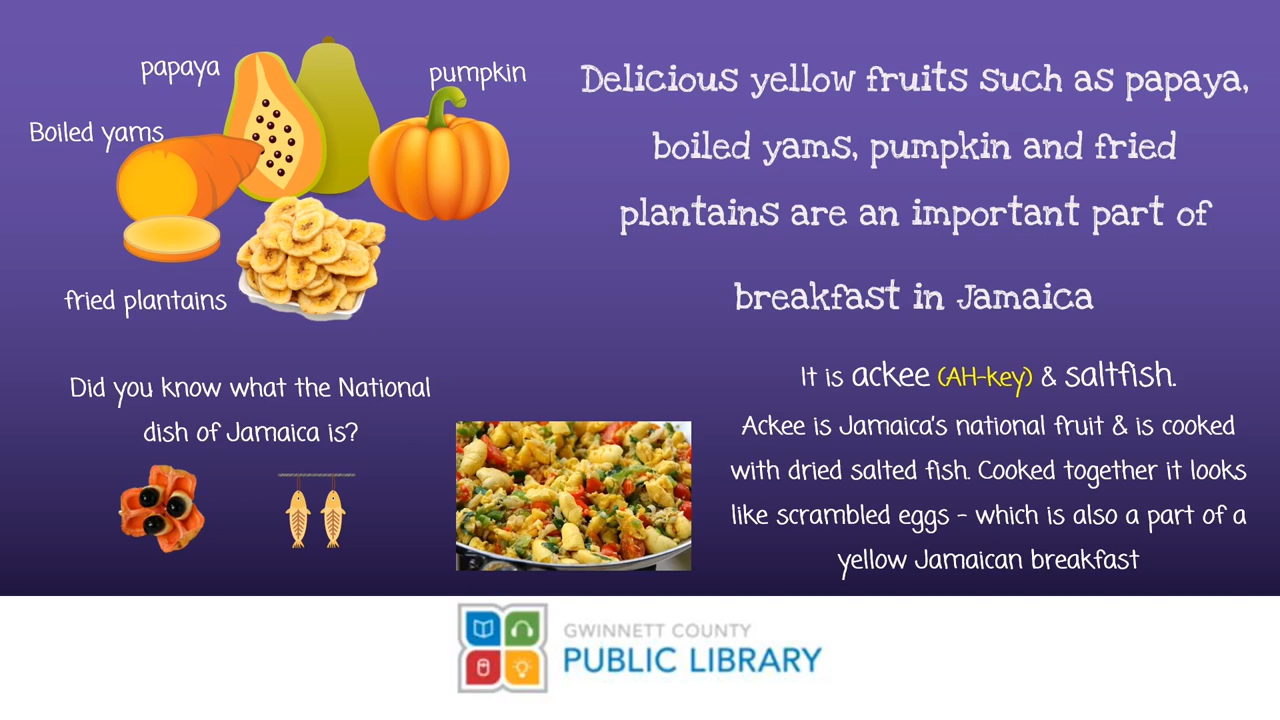 papaya
pumpkin
Boiled yams
fried plantains
Delicious yellow fruits such as papaya,
boiled yams, pumpkin and fried
plantains are an important part of
breakfast in Jamaica
Did you know what the National
dish of Jamaica is?
It is ackee (AH-key) & saltfish.
Ackee is Jamaica's national fruit & is cooked
with dried salted fish. Cooked together it looks
like scrambled eggs - which is also a part of a
yellow Jamaican breakfast
GWINNETT COUNTY
PUBLIC LIBRARY